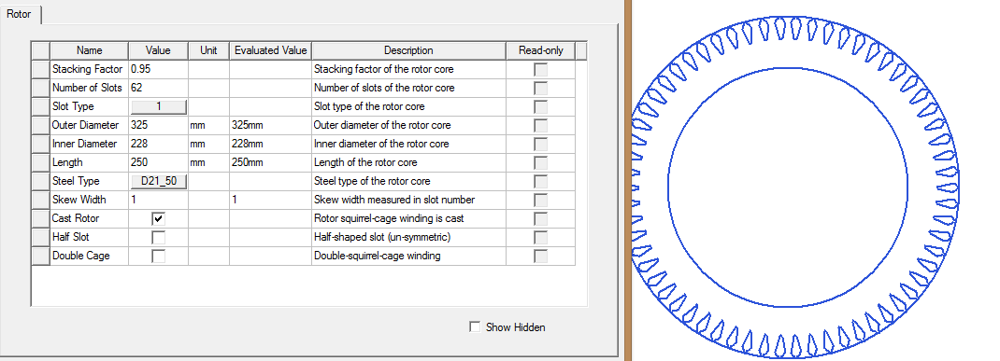 Rotor
Name Value Unit Evaluated Value Description Read-only
Stacking Factor 0.95 Stacking factor of the rotor core
Number of Slots 62 Number of slots of the rotor core
Slot Type 1 Slot type of the rotor core
Outer Diameter 325 mm 325mm Outer diameter of the rotor core
Inner Diameter 228 mm 228mm Inner diameter of the rotor core
Length 250 mm 250mm Length of the rotor core
Steel Type D21_50 Steel type of the rotor core
Skew Width 1 1 Skew width measured in slot number
Cast Rotor Rotor squirrel-cage winding is cast
Half Slot Half-shaped slot (un-symmetric)
Double Cage Double-squirrel-cage winding
Show Hidden